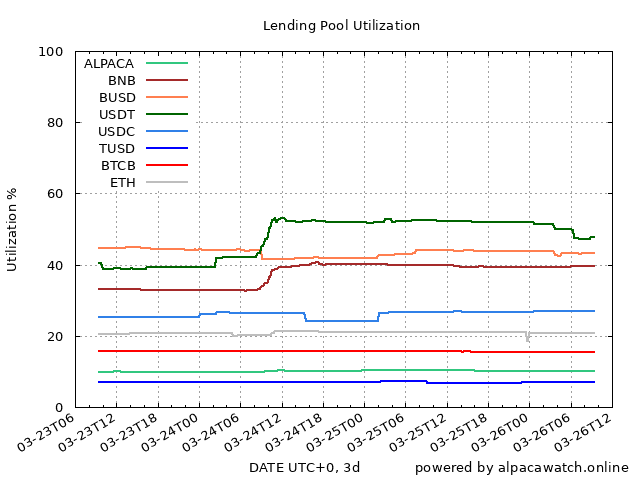 Lending Pool Utilization
100
80
60
40
20
0
Utilization %
ALPACA
BNB
BUSD
USDT
USDC
TUSD
BTCB
ETH
03-23T06
03-23T12
03-23T18
03-24T00
03-24T06
03-24T12
03-24T18
03-25T00
03-25T06
03-25T12
03-25T18
03-26T00
03-26T06
03-26T12
DATE UTC+0, 3d
powered by alpacawatch.online